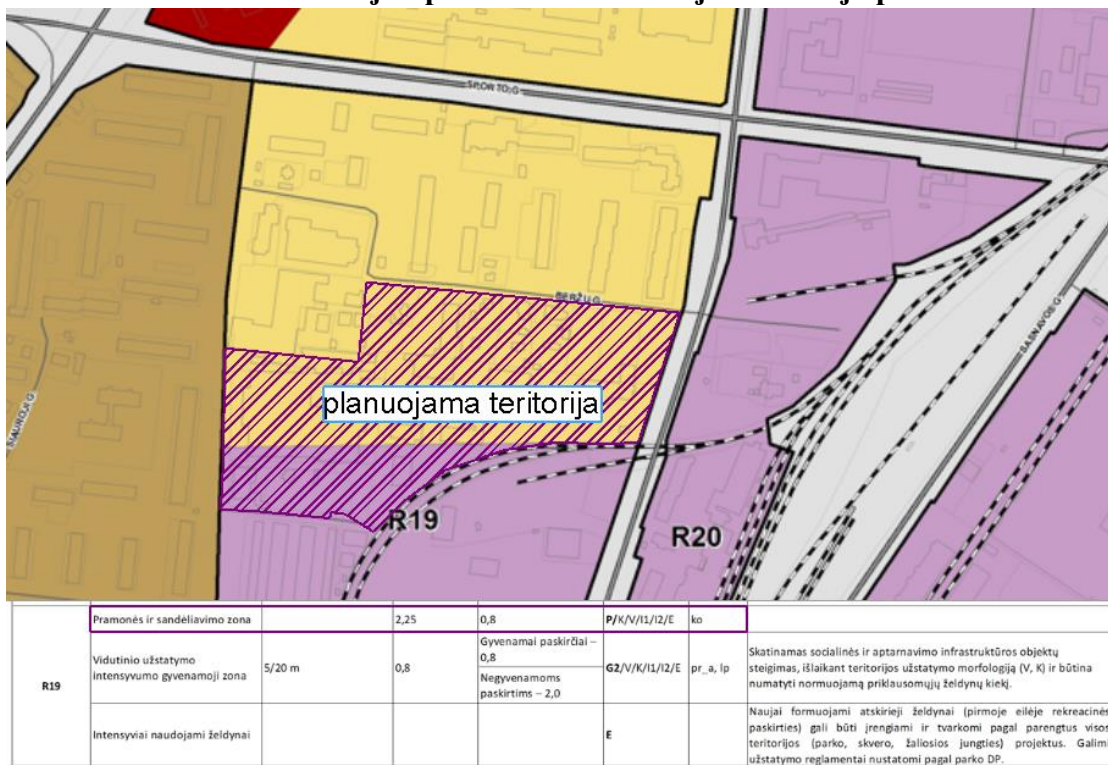 SPORTO G.
BERŽŲ G.
planuojama teritorija
SASNAVOS G.
R19
R20
R19
Pramonės ir sandėliavimo zona 2,25 0,8 P/K/V/I1/I2/E ko
Vidutinio užstatymo
intensyvumo gyvenamoji zona
5/20 m
0,8
Gyvenamai paskirčiai –
0,8
Negyvenamoms
paskirtims – 2,0
G2/V/K/I1/I2/E
pr_a, lp
Skatinamas socialinės ir aptarnavimo infrastruktūros objektų
steigimas, išlaikant teritorijos užstatymo morfologiją (V, K) ir būtina
numatyti normuojamą priklausomųjų želdynų kiekį.
Intensyviai naudojami želdynai
E
Naujai formuojami atskirieji želdynai (pirmoje eilėje rekreacinės
paskirties) gali būti įrengiami ir tvarkomi pagal parengtus visos
teritorijos (parko, skvero, žaliosios jungties) projektus. Galimi
užstatymo reglamentai nustatomi pagal parko DP.